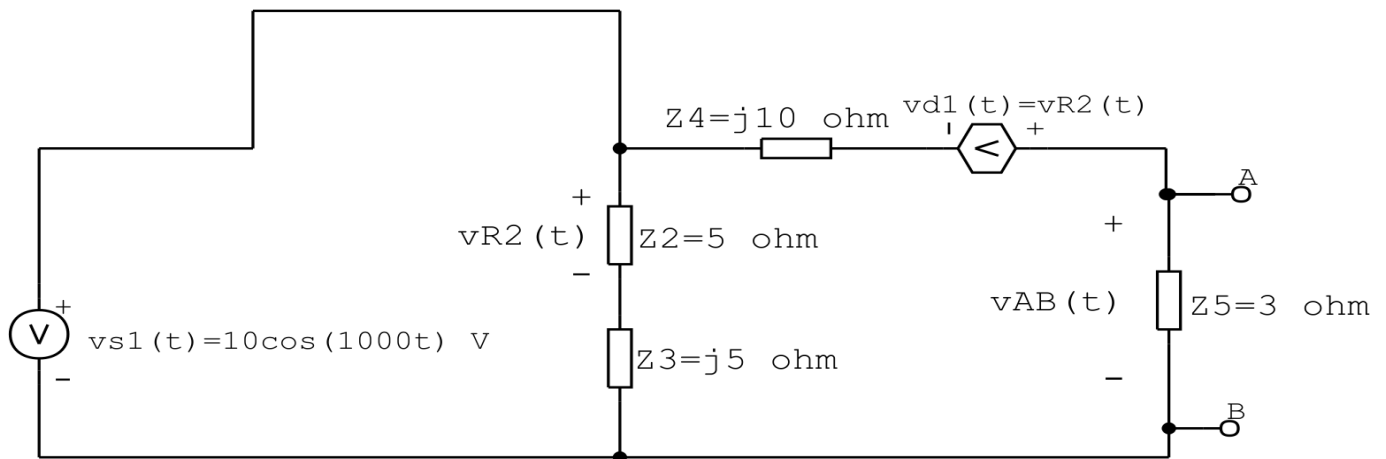 Z4=j10 ohm
vd1(t)=vR2(t)
- +
A
+
vR2(t)
-
Z2=5 ohm
+
vAB(t)
-
Z5=3 ohm
+
V
-
vs1(t)=10cos(1000t) V
Z3=j5 ohm
B